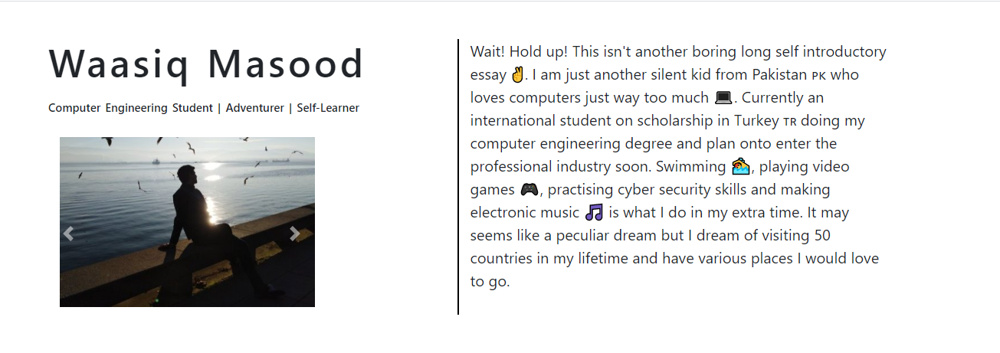 Waasiq Masood
Computer Engineering Student | Adventurer | Self-Learner
Wait! Hold up! This isn't another boring long self introductory
essay ✌. I am just another silent kid from Pakistan PK who
loves computers just way too much 💻. Currently an
international student on scholarship in Turkey TR doing my
computer engineering degree and plan onto enter the
professional industry soon. Swimming 🏊, playing video
games 🎮, practising cyber security skills and making
electronic music 🎵 is what I do in my extra time. It may
seems like a peculiar dream but I dream of visiting 50
countries in my lifetime and have various places I would love
to go.